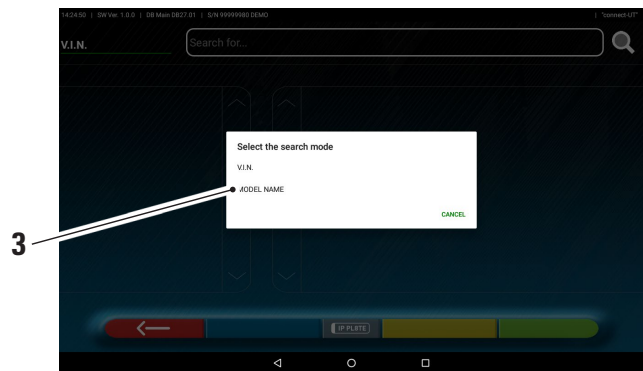 14:24:50 | SW Ver. 1.0.0 | DB Mam DB27.01 | S/N 99999980 DEMO | "connect-UT"
V.I.N. Search for...
Select the search mode
V.I.N.
MODEL NAME
CANCEL
3
IP PLATE